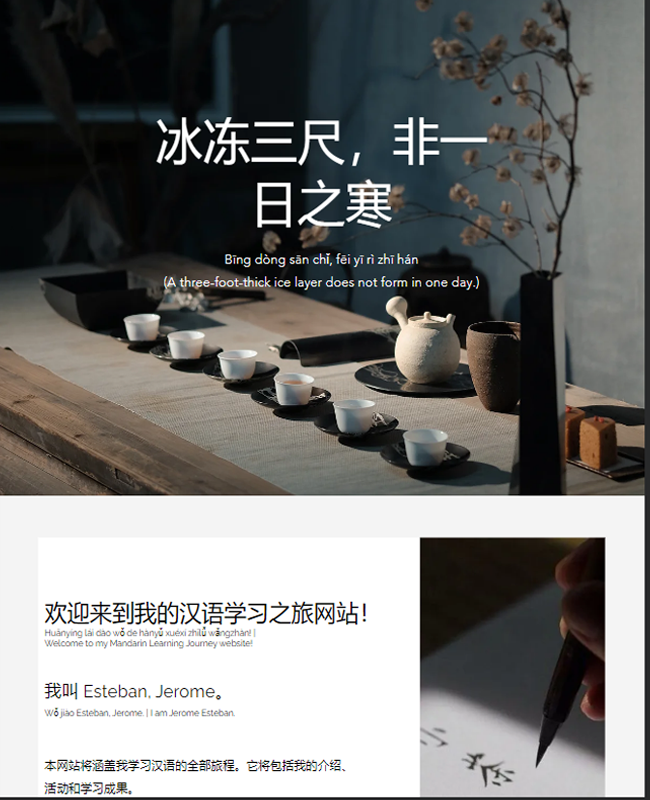 冰冻三尺，非一
日之寒
Bīng dòng sān chǐ, fēi yī rì zhī hán
(A three-foot-thick ice layer does not form in one day.)
欢迎来到我的汉语学习之旅网站！
Huānyíng lái dào wǒ de hànyǔ xuéxí zhīlǚ wǎngzhàn! |
Welcome to my Mandarin Learning Journey website!
我叫 Esteban, Jerome。
Wǒ jiào Esteban, Jerome. | I am Jerome Esteban.
本网站将涵盖我学习汉语的全部旅程。它将包括我的介绍、
活动和学习成果。